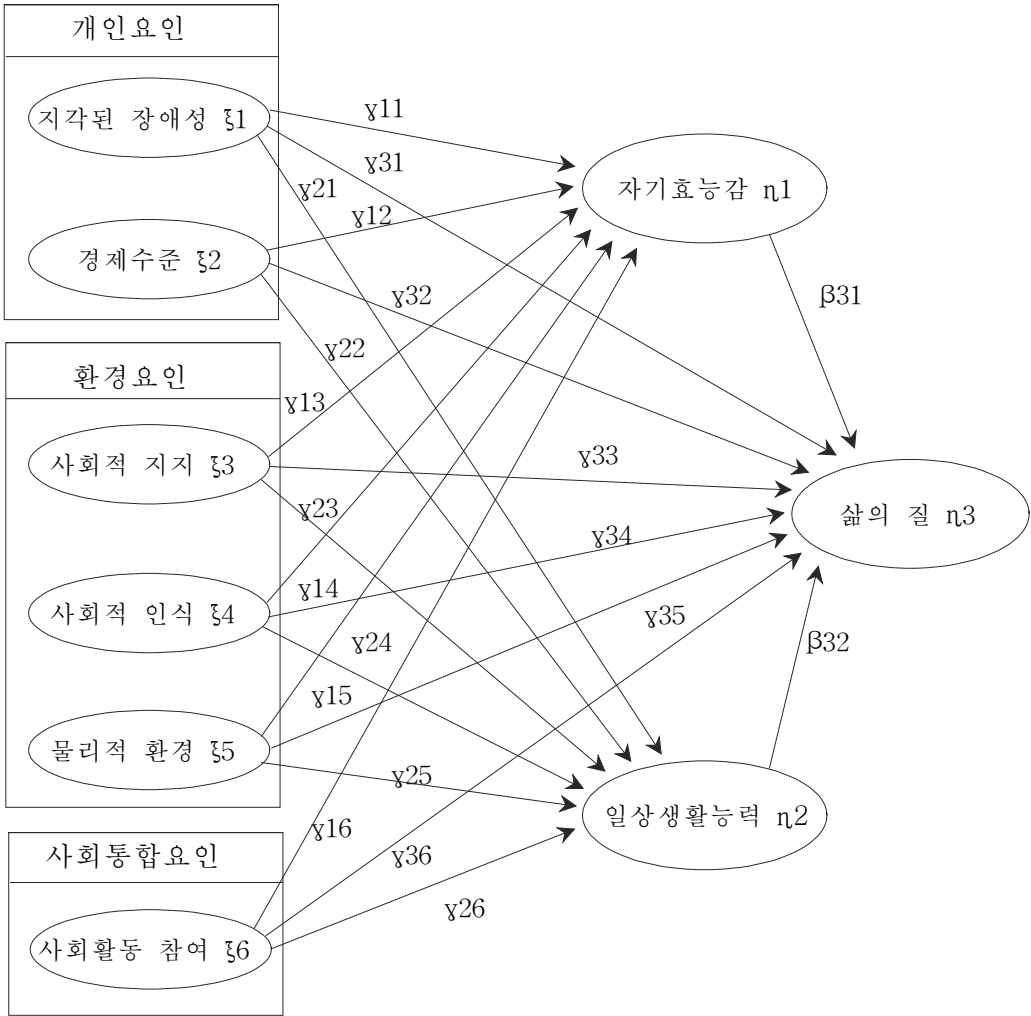 개인요인
지각된 장애성 ξ1
경제수준 ξ2
환경요인
사회적 지지 ξ3
사회적 인식 ξ4
물리적 환경 ξ5
사회통합요인
사회활동 참여 ξ6
γ11
γ31
γ21
γ12
γ32
γ22
γ13
γ33
γ23
γ34
γ14
γ35
γ24
γ15
γ25
γ16
γ36
γ26
자기효능감 η1
β31
삶의 질 η3
β32
일상생활능력 η2